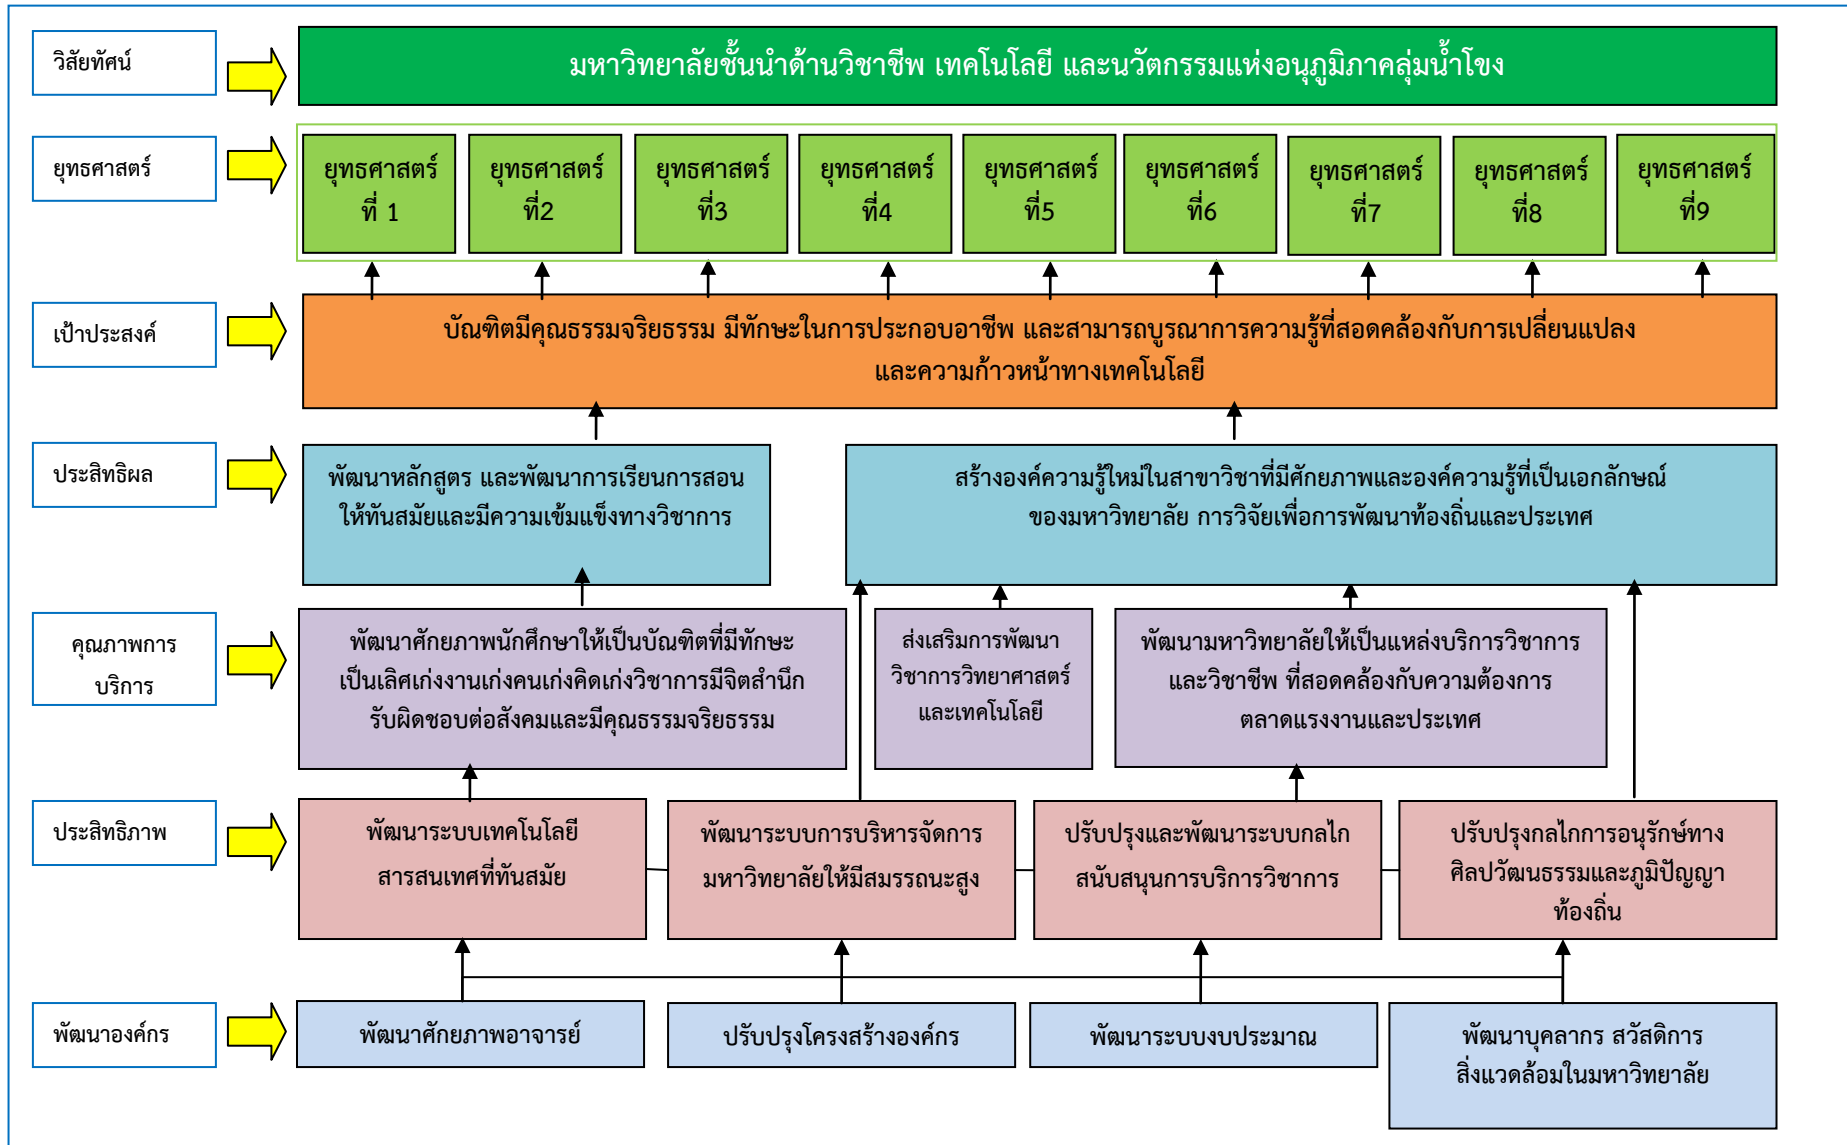 วิสัยทัศน์
มหาวิทยาลัยชั้นนำด้านวิชาชีพ เทคโนโลยี และนวัตกรรมแห่งอนุภูมิภาคลุ่มน้ำโขง
ยุทธศาสตร์
ยุทธศาสตร์
ที่ 1
ยุทธศาสตร์
ที่2
ยุทธศาสตร์
ที่3
ยุทธศาสตร์
ที่4
ยุทธศาสตร์
ที่5
ยุทธศาสตร์
ที่6
ยุทธศาสตร์
ที่7
ยุทธศาสตร์
ที่8
ยุทธศาสตร์
ที่9
เป้าประสงค์
บัณฑิตมีคุณธรรมจริยธรรม มีทักษะในการประกอบอาชีพ และสามารถบูรณาการความรู้ที่สอดคล้องกับการเปลี่ยนแปลง
และความก้าวหน้าทางเทคโนโลยี
ประสิทธิผล
พัฒนาหลักสูตร และพัฒนาการเรียนการสอน
ให้ทันสมัยและมีความเข้มแข็งทางวิชาการ
สร้างองค์ความรู้ใหม่ในสาขาวิชาที่มีศักยภาพและองค์ความรู้ที่เป็นเอกลักษณ์
ของมหาวิทยาลัย การวิจัยเพื่อการพัฒนาท้องถิ่นและประเทศ
คุณภาพการ
บริการ
พัฒนาศักยภาพนักศึกษาให้เป็นบัณฑิตที่มีทักษะ
เป็นเลิศเก่งงานเก่งคนเก่งคิดเก่งวิชาการมีจิตสำนึก
รับผิดชอบต่อสังคมและมีคุณธรรมจริยธรรม
ส่งเสริมการพัฒนา
วิชาการวิทยาศาสตร์
และเทคโนโลยี
พัฒนามหาวิทยาลัยให้เป็นแหล่งบริการวิชาการ
และวิชาชีพ ที่สอดคล้องกับความต้องการ
ตลาดแรงงานและประเทศ
ประสิทธิภาพ
พัฒนาระบบเทคโนโลยี
สารสนเทศที่ทันสมัย
พัฒนาระบบการบริหารจัดการ
มหาวิทยาลัยให้มีสมรรถนะสูง
ปรับปรุงและพัฒนาระบบกลไก
สนับสนุนการบริการวิชาการ
ปรับปรุงกลไกการอนุรักษ์ทาง
ศิลปวัฒนธรรมและภูมิปัญญา
ท้องถิ่น
พัฒนาองค์กร
พัฒนาศักยภาพอาจารย์
ปรับปรุงโครงสร้างองค์กร
พัฒนาระบบงบประมาณ
พัฒนาบุคลากร สวัสดิการ
สิ่งแวดล้อมในมหาวิทยาลัย